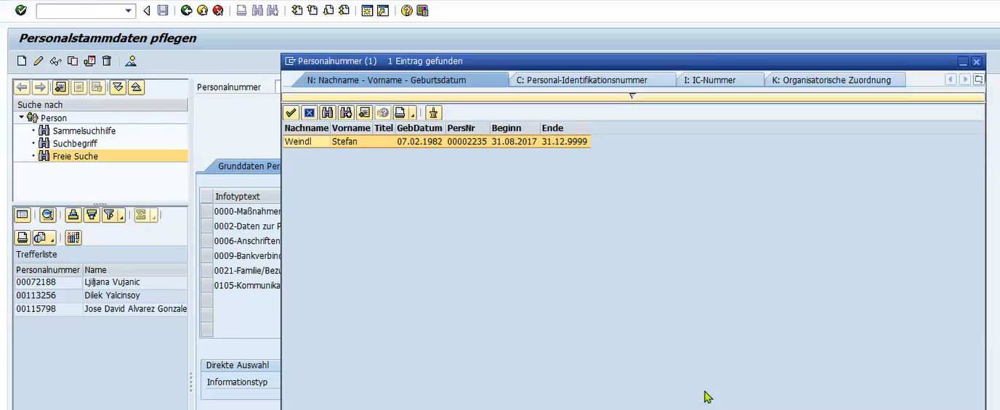 Personalstammdaten pflegen
Personalnummer (1) 1 Eintrag gefunden
N: Nachname - Vorname - Geburtsdatum C: Personal-Identifikationsnummer I: IC-Nummer K: Organisatorische Zuordnung
Nachname Vorname Titel GebDatum PersNr Beginn Ende
Weindl Stefan 07.02.1982 00002235 31.08.2017 31.12.9999
Suche nach
Person
Sammelsuchhilfe
Suchbegriff
Freie Suche
Trefferliste
Personalnummer Name
00072188 Ljiljana Vujanic
00113256 Dilek Yalcinsoy
00115798 Jose David Alvarez Gonzale
Personalnummer
Grunddaten Per
Infotyptext
0000-Maßnahmen
0002-Daten zur P
0006-Anschriften
0009-Bankverbind
0021-Familie/Bezu
0105-Kommunika
Direkte Auswahl
Informationstyp